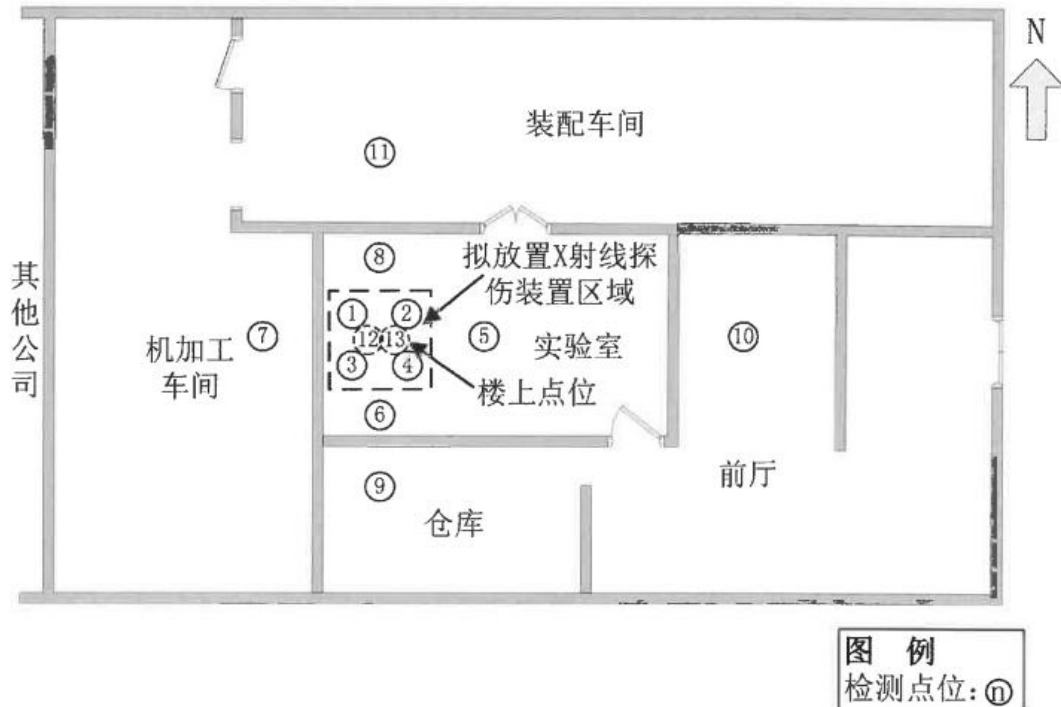 N
装配车间
⑪
⑧
拟放置X射线探
伤装置区域
①
②
其他公司
机加工
车间
⑦
⑫
⑬
⑤
实验室
⑩
③
④
楼上点位
⑥
⑨
仓库
前厅
图 例
检测点位:ⓝ